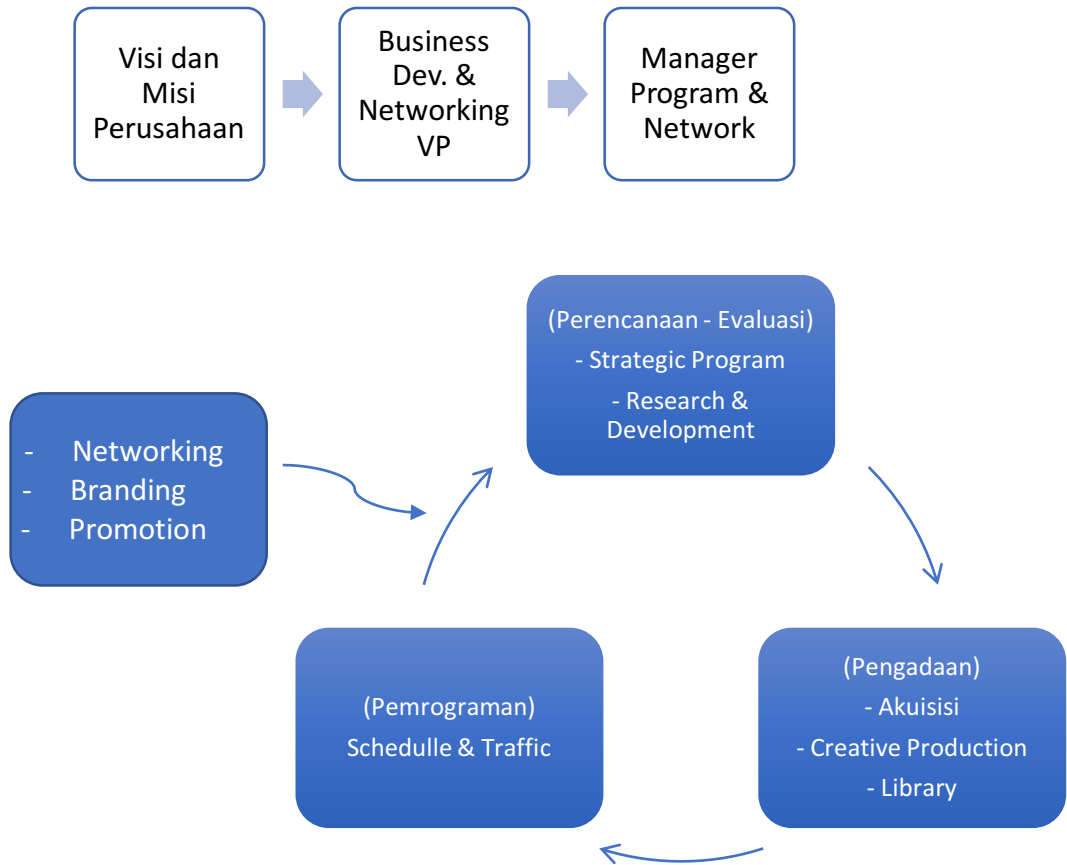 Visi dan
Misi
Perusahaan
Business
Dev. &
Networking
VP
Manager
Program &
Network
(Perencanaan - Evaluasi)
- Strategic Program
- Research &
Development
- Networking
- Branding
- Promotion
(Pemrograman)
Schedulle & Traffic
(Pengadaan)
- Akuisisi
- Creative Production
- Library